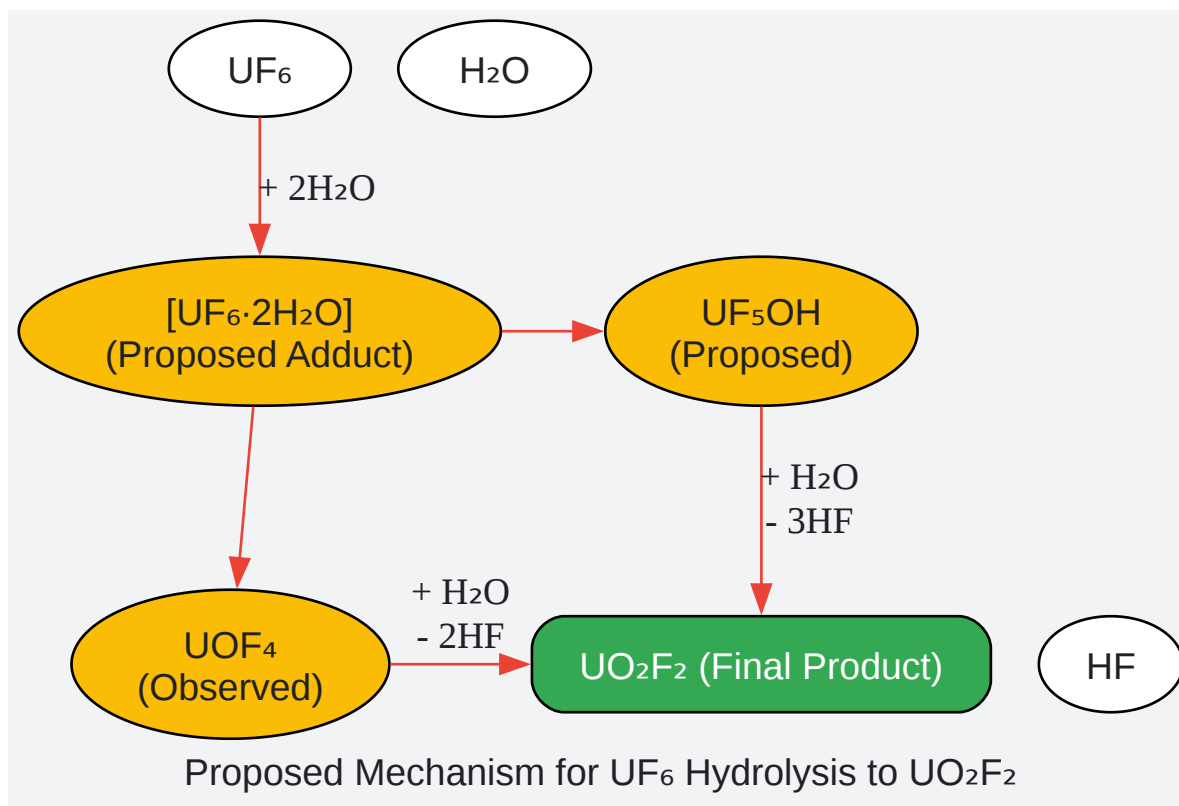 UF₆
H₂O
+ 2H₂O
[UF₆·2H₂O]
(Proposed Adduct)
UF₅OH
(Proposed)
+ H₂O
- 3HF
+ H₂O
- 2HF
UOF₄
(Observed)
UO₂F₂ (Final Product)
HF
Proposed Mechanism for UF₆ Hydrolysis to UO₂F₂